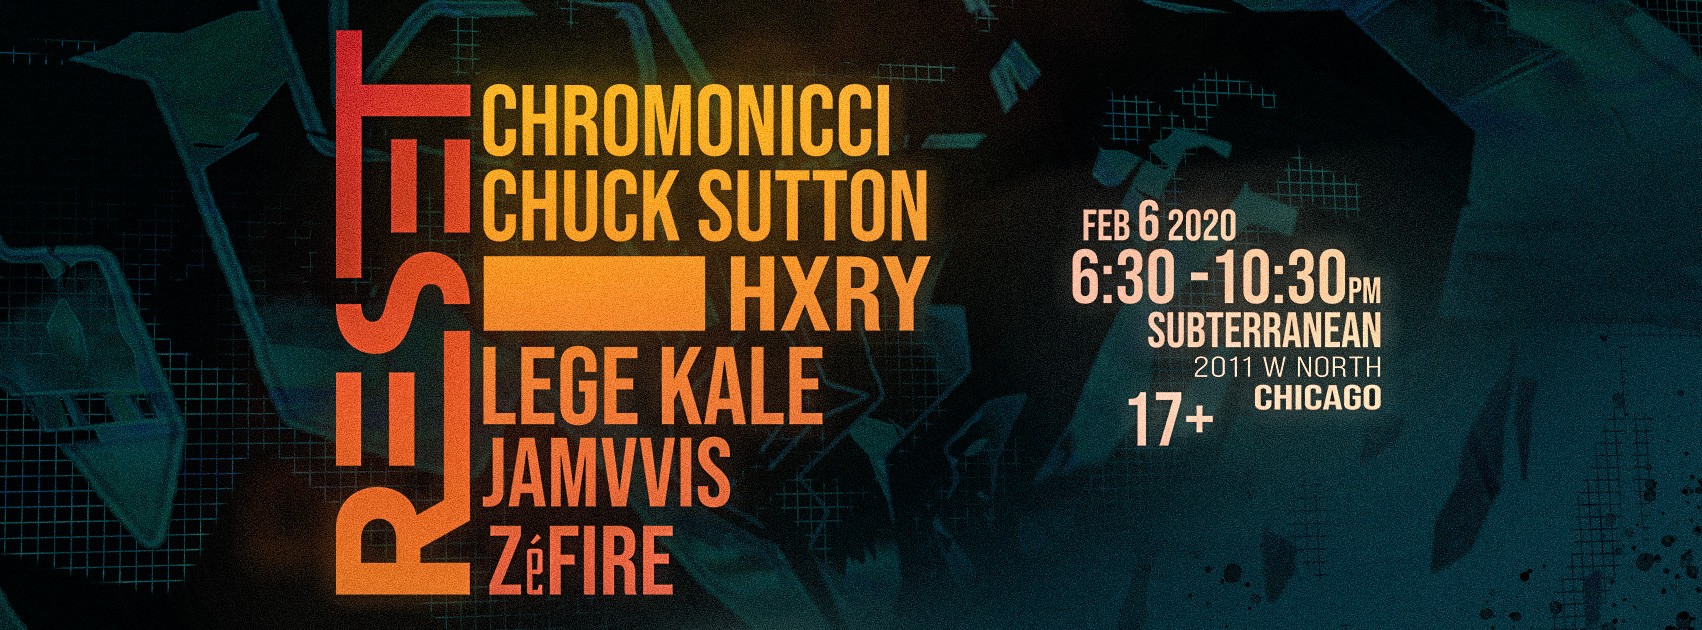 RESET
CHROMONICCI
CHUCK SUTTON
HXRY
LEGE KALE
JAMVVIS
ZéFIRE
FEB 6 2020
6:30 -10:30PM
SUBTERRANEAN
2011 W NORTH
CHICAGO
17+